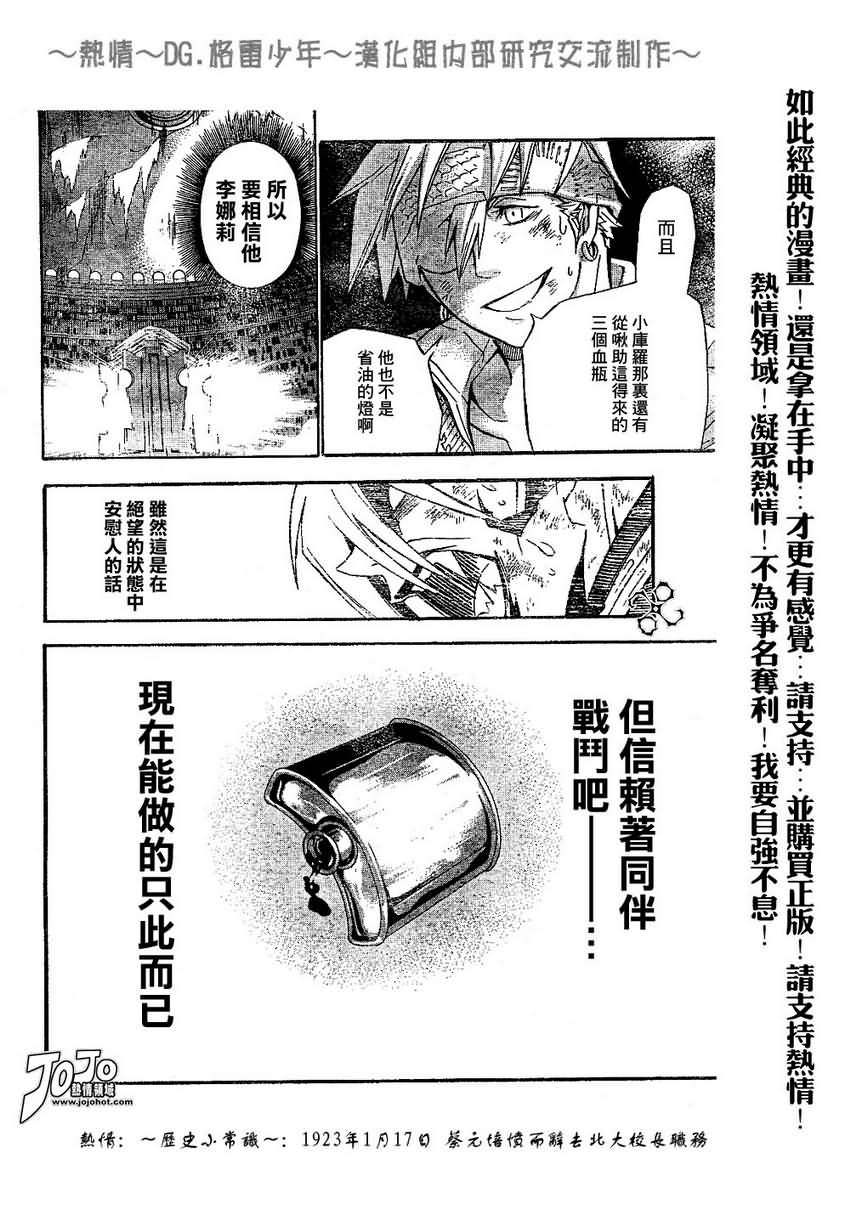 ～熱情～DG.格雷少年～漢化組内部研究交流制作～
如此經典的漫畫！還是拿在手中…才更有感覺…請支持…並購買正版！請支持熱情！
熱情領域！凝聚熱情！不為爭名奪利！我要自強不息！
而且
小庫羅那裏還有
從啾助這得來的
三個血瓶
他也不是
省油的燈啊
所以
要相信他
李娜莉
雖然這是在
絕望的狀態中
安慰人的話
但信賴著同伴
戰鬥吧——…
現在能做的只此而已
JOJO
熱情領域
www.jojohot.com
熱情：～歷史小常識～：1923年1月17日 蔡元培憤而辭去北大校長職務